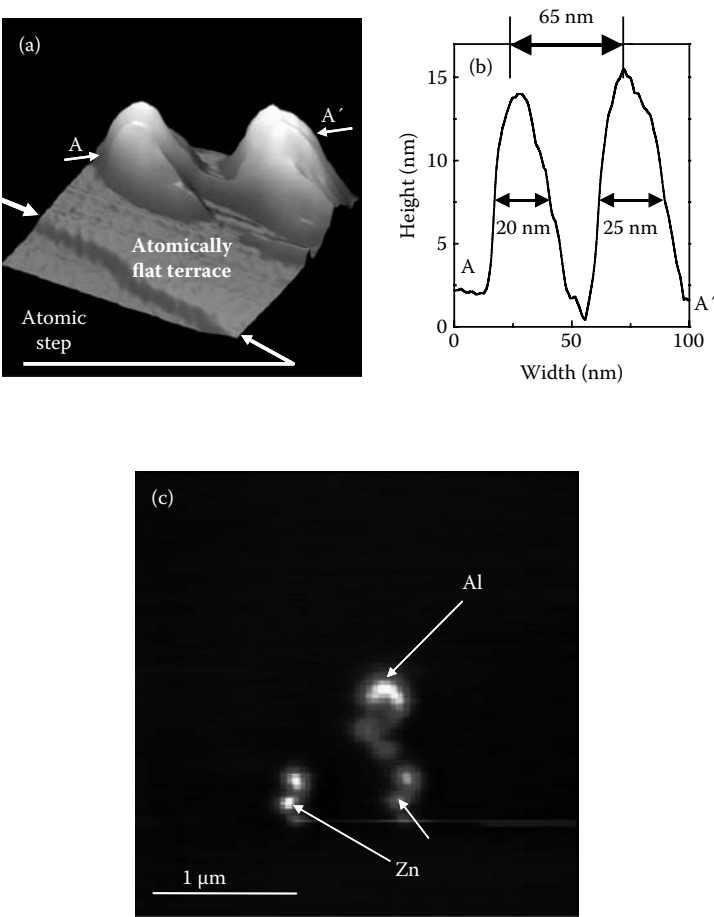 (a)
A
A´
Atomically
flat terrace
Atomic
step
65 nm
(b)
15
10
5
0
Height (nm)
20 nm
25 nm
A
A´
0
50
100
Width (nm)
(c)
Al
Zn
1 µm